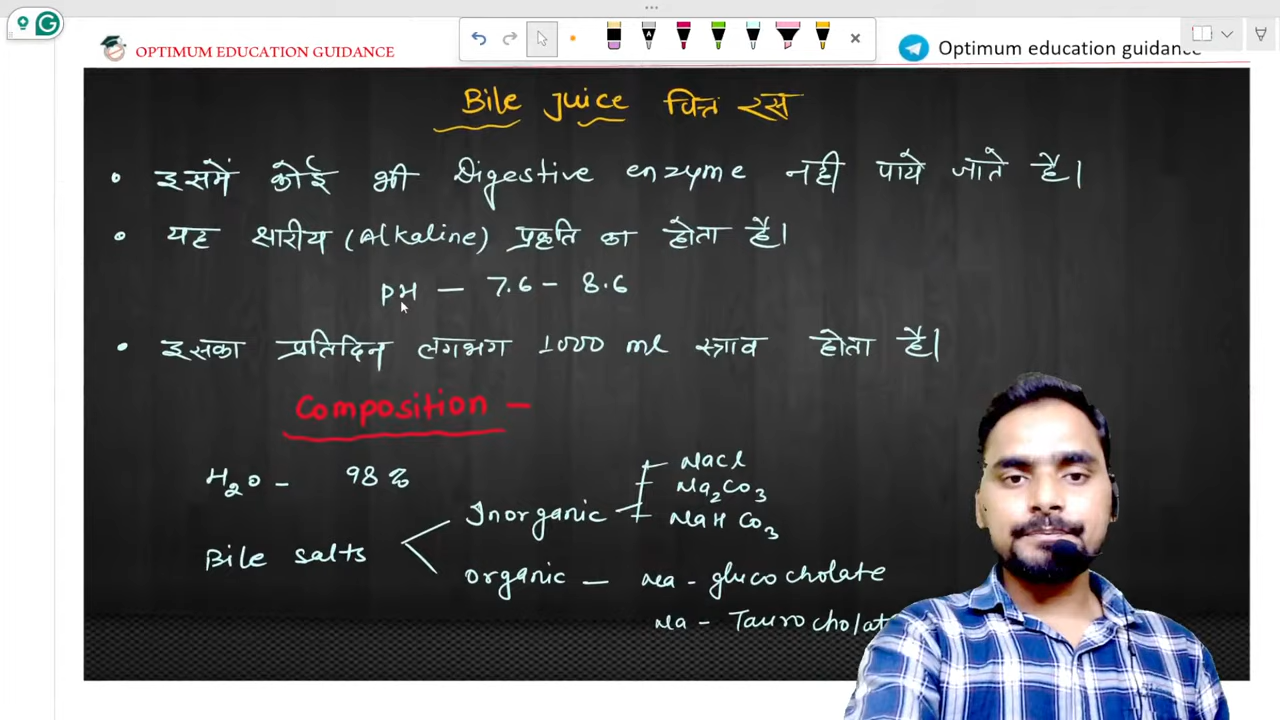 OPTIMUM EDUCATION GUIDANCE
Optimum education guidance
Bile Juice पित्त रस
• इसमें कोई भी Digestive enzyme नही पाये जाते है।
• यह क्षारीय (Alkaline) प्रकृति का होता है।
pH — 7.6 - 8.6
• इसका प्रतिदिन लगभग 1000 ml स्त्राव होता है।
Composition -
H2O - 98%
Bile salts
Inorganic
NaCl
Na2CO3
NaHCO3
organic — Na - glucocholate
Na - Taurocholat